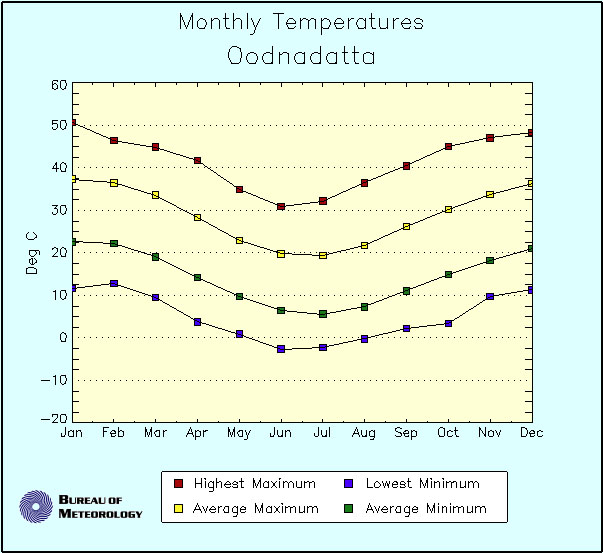 Monthly Temperatures
Oodnadatta
60
50
40
30
20
10
0
−10
−20
Deg C
Jan Feb Mar Apr May Jun Jul Aug Sep Oct Nov Dec
Highest Maximum Lowest Minimum
Average Maximum Average Minimum
BUREAU OF
METEOROLOGY